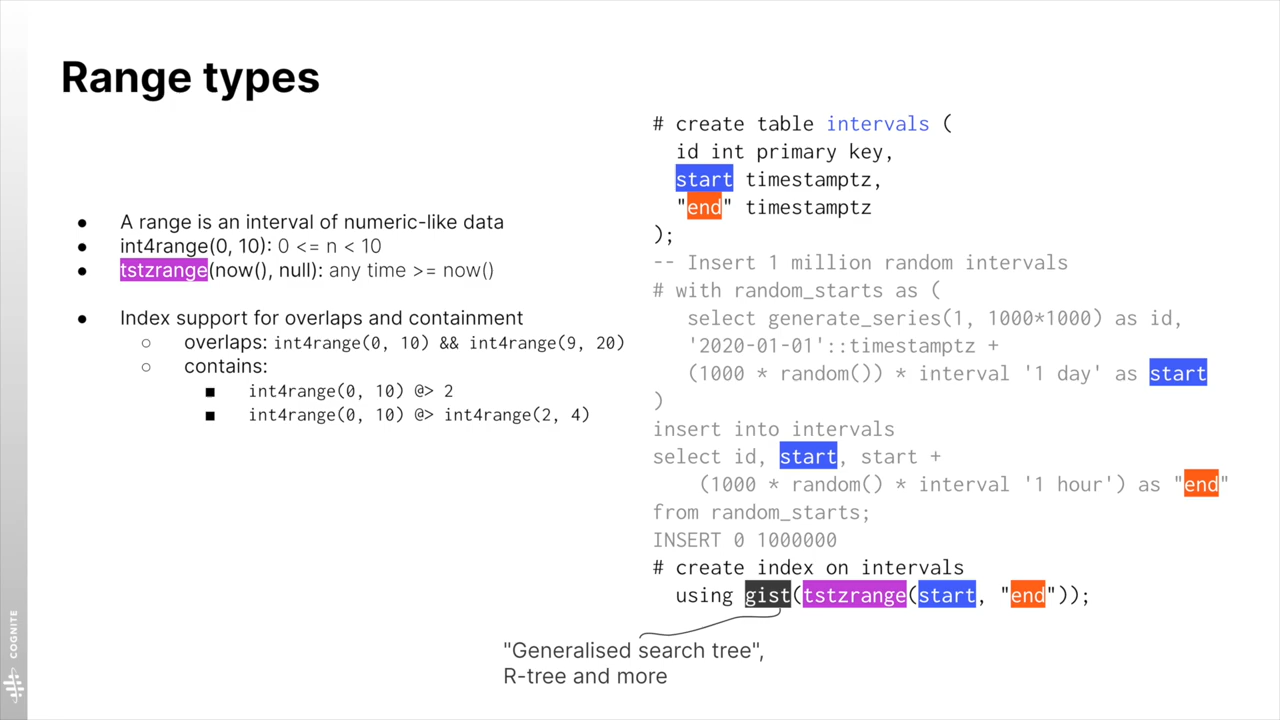 Range types
● A range is an interval of numeric-like data
● int4range(0, 10): 0 <= n < 10
● tstzrange(now(), null): any time >= now()
● Index support for overlaps and containment
○ overlaps: int4range(0, 10) && int4range(9, 20)
○ contains:
■ int4range(0, 10) @> 2
■ int4range(0, 10) @> int4range(2, 4)
# create table intervals (
id int primary key,
start timestamptz,
"end" timestamptz
);
-- Insert 1 million random intervals
# with random_starts as (
select generate_series(1, 1000*1000) as id,
'2020-01-01'::timestamptz +
(1000 * random()) * interval '1 day' as start
)
insert into intervals
select id, start, start +
(1000 * random() * interval '1 hour') as "end"
from random_starts;
INSERT 0 1000000
# create index on intervals
using gist(tstzrange(start, "end"));
"Generalised search tree",
R-tree and more
COGNITE